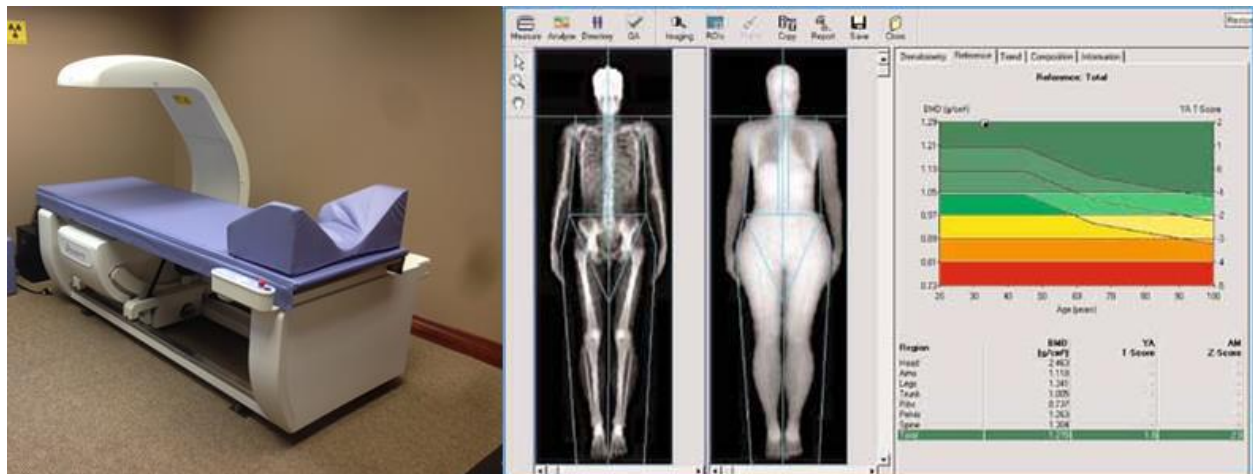 Measure Analyze Directory QA Imaging ROIs Copy Report Save Close
Densitometry Reference Trend Composition Information
Reference: Total
BMD (g/cm²) YA T-Score
1.29 2
1.21 1
1.13 0
1.05 -1
0.97 -2
0.89 -3
0.81 -4
0.73 -5
20 30 40 50 60 70 80 90 100
Age (years)
Region BMD (g/cm²) YA T-Score AM Z-Score
Head 2.463 - -
Arms 1.118 - -
Legs 1.341 - -
Trunk 1.005 - -
Ribs 0.737 - -
Pelvis 1.263 - -
Spine - -
Total